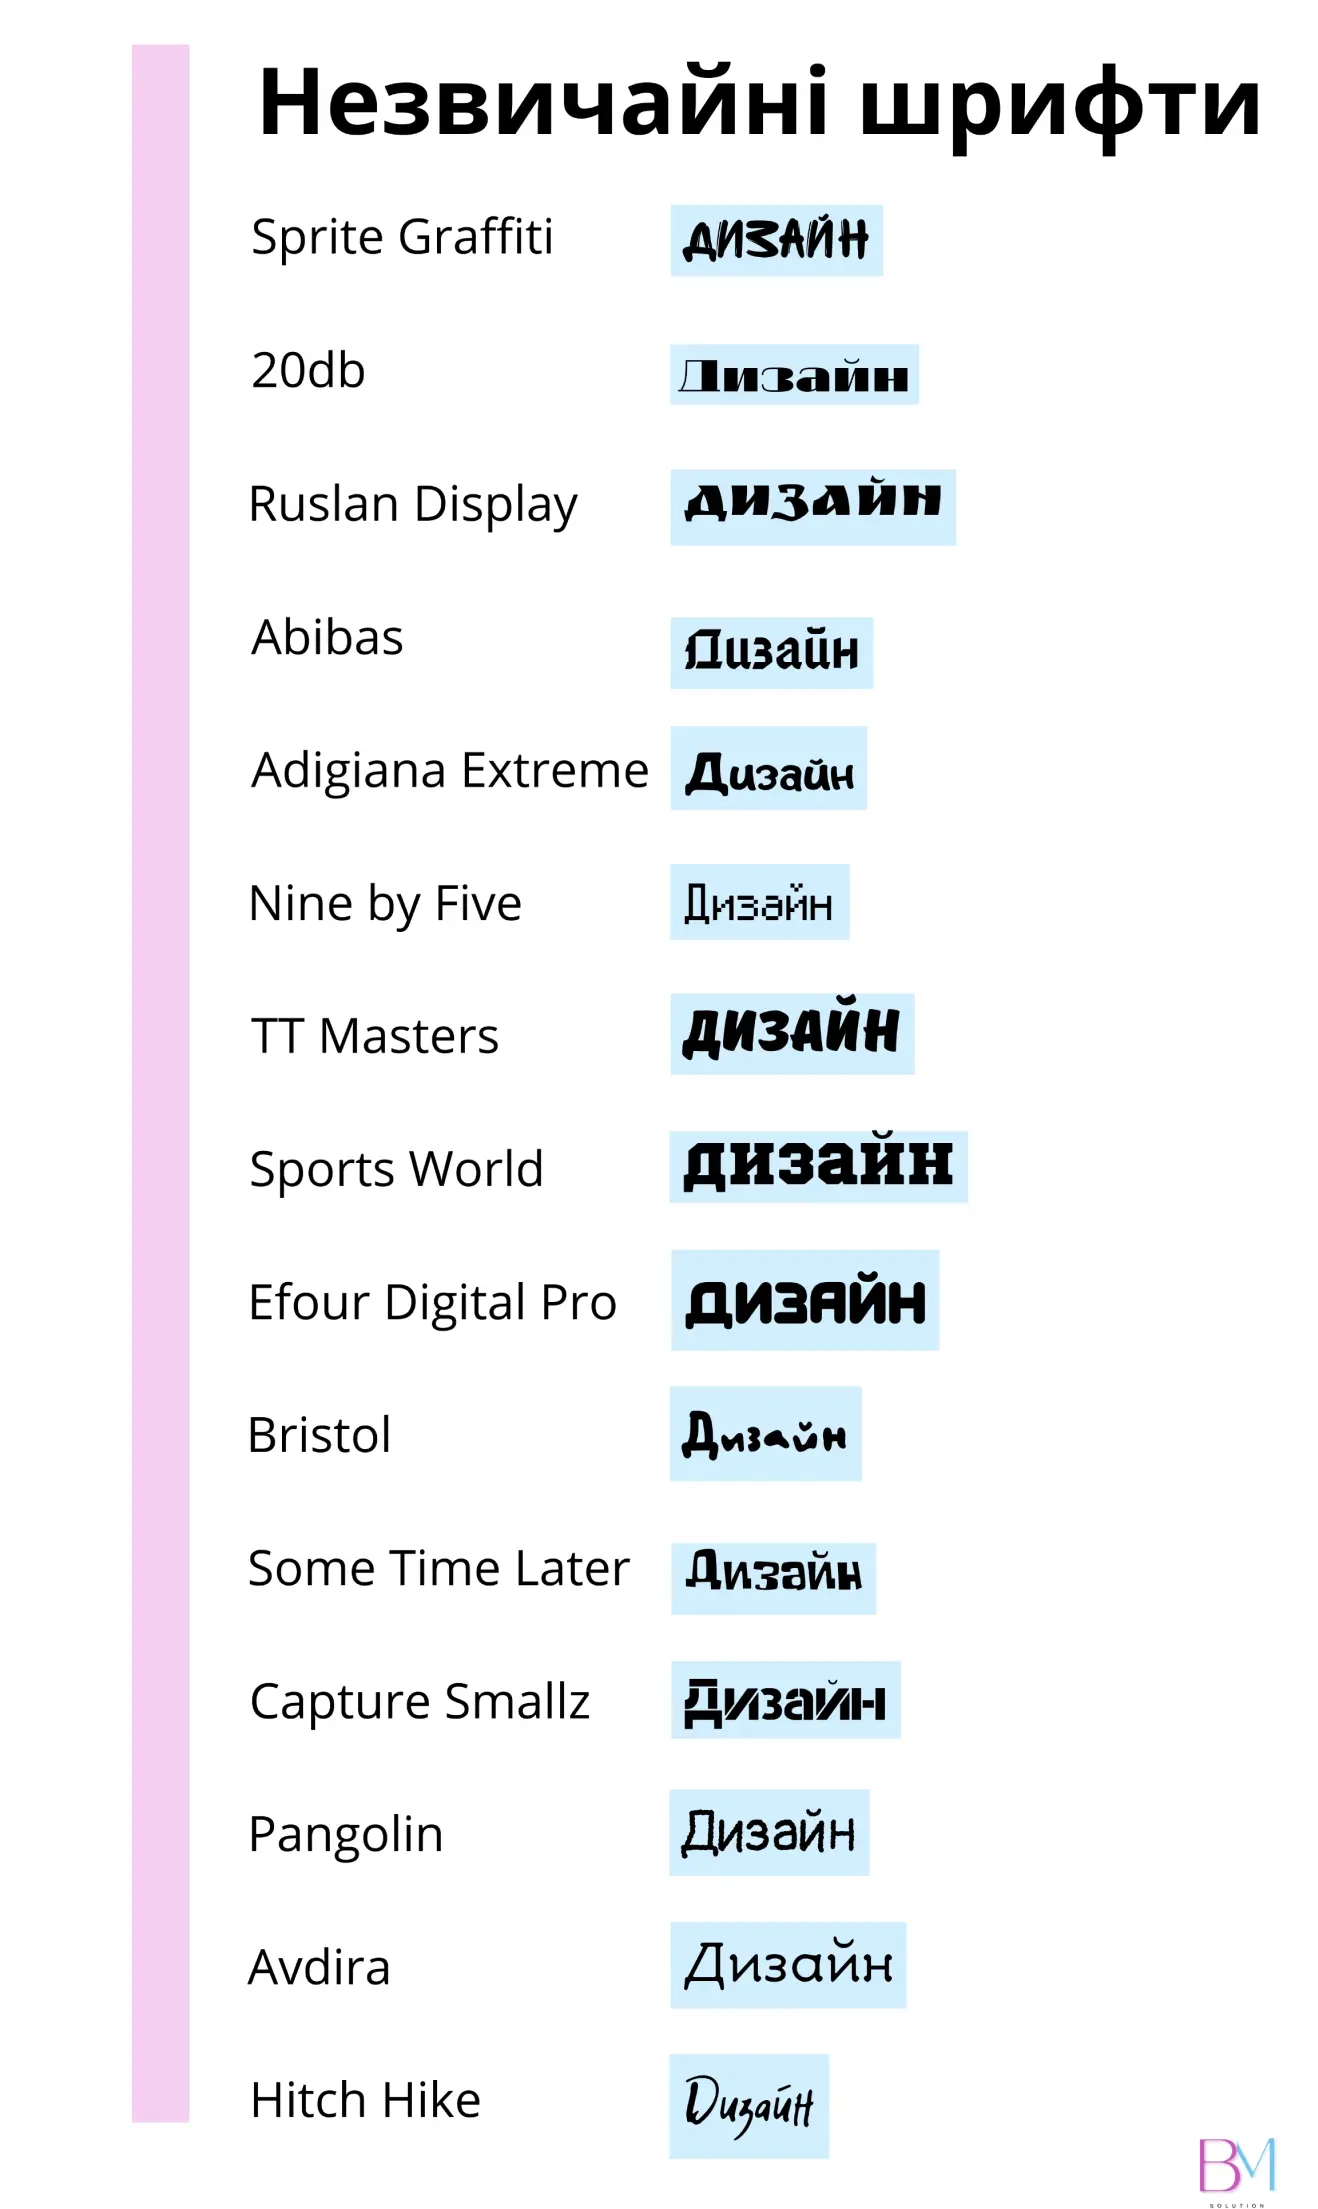 Незвичайні шрифти
Sprite Graffiti ДИЗАЙН
20db Дизайн
Ruslan Display дизайн
Abibas Дизайн
Adigiana Extreme Дизайн
Nine by Five Дизайн
TT Masters ДИЗАЙН
Sports World дизайн
Efour Digital Pro ДИЗАЙН
Bristol Дизайн
Some Time Later Дизайн
Capture Smallz Дизайн
Pangolin Дизайн
Avdira Дизайн
Hitch Hike Дизайн
BM
SOLUTION